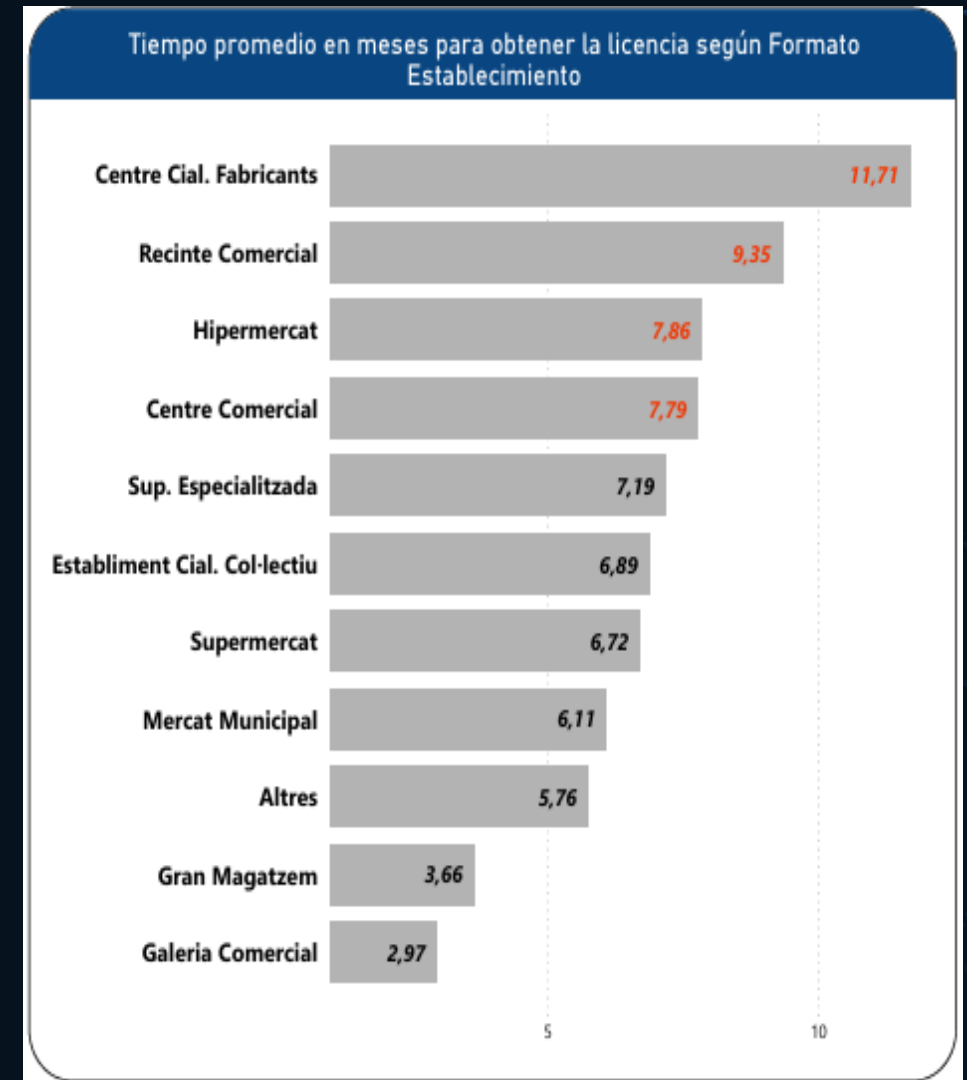 Tiempo promedio en meses para obtener la licencia según Formato
Establecimiento
Centre Cial. Fabricants 11,71
Recinte Comercial 9,35
Hipermercat 7,86
Centre Comercial 7,79
Sup. Especialitzada 7,19
Establiment Cial. Col·lectiu 6,89
Supermercat 6,72
Mercat Municipal 6,11
Altres 5,76
Gran Magatzem 3,66
Galeria Comercial 2,97
5 10